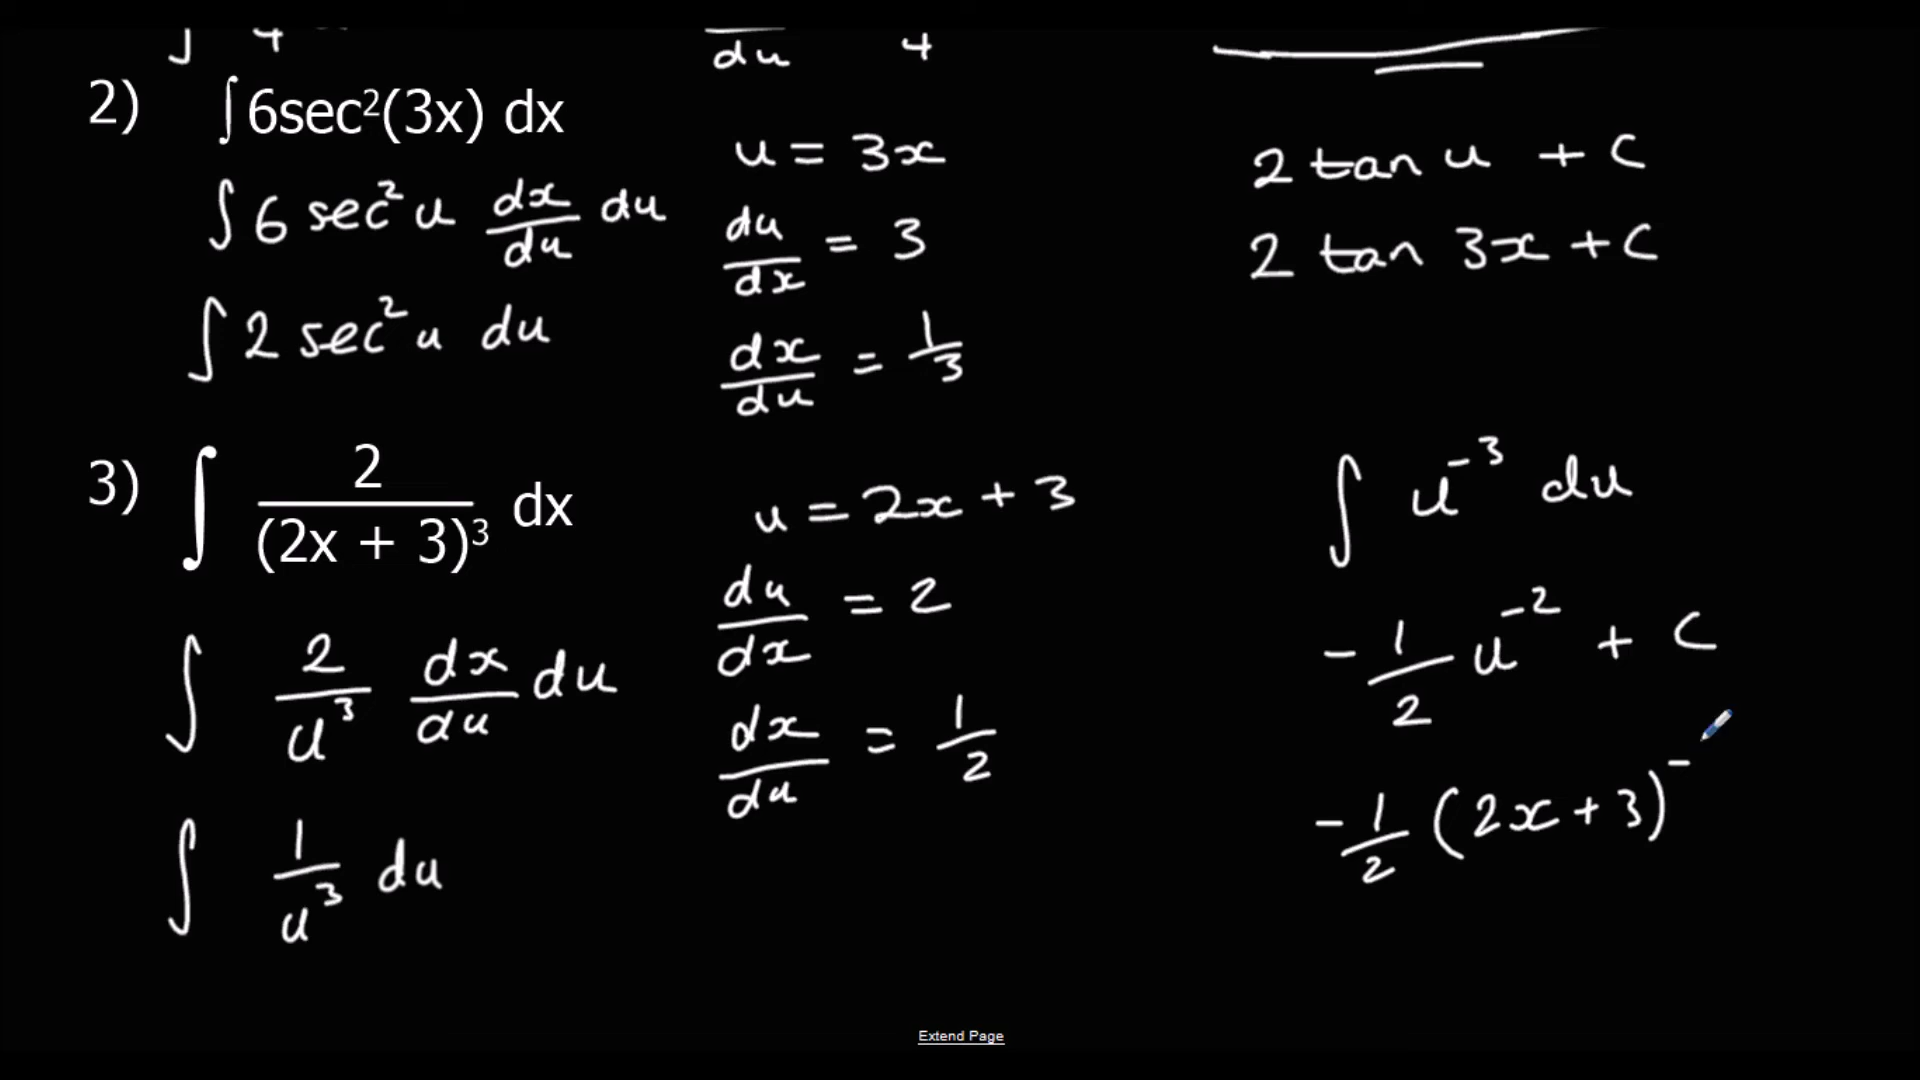 ∫ 4
du 4
2) ∫6sec²(3x) dx
∫6 sec² u dx/du du
∫2 sec² u du
u = 3x
du/dx = 3
dx/du = 1/3
2 tan u + c
2 tan 3x + c
3) ∫ 2/(2x + 3)³ dx
∫ 2/u³ dx/du du
∫ 1/u³ du
u = 2x + 3
du/dx = 2
dx/du = 1/2
∫ u⁻³ du
-1/2 u⁻² + c
-1/2 (2x+3)⁻
Extend Page